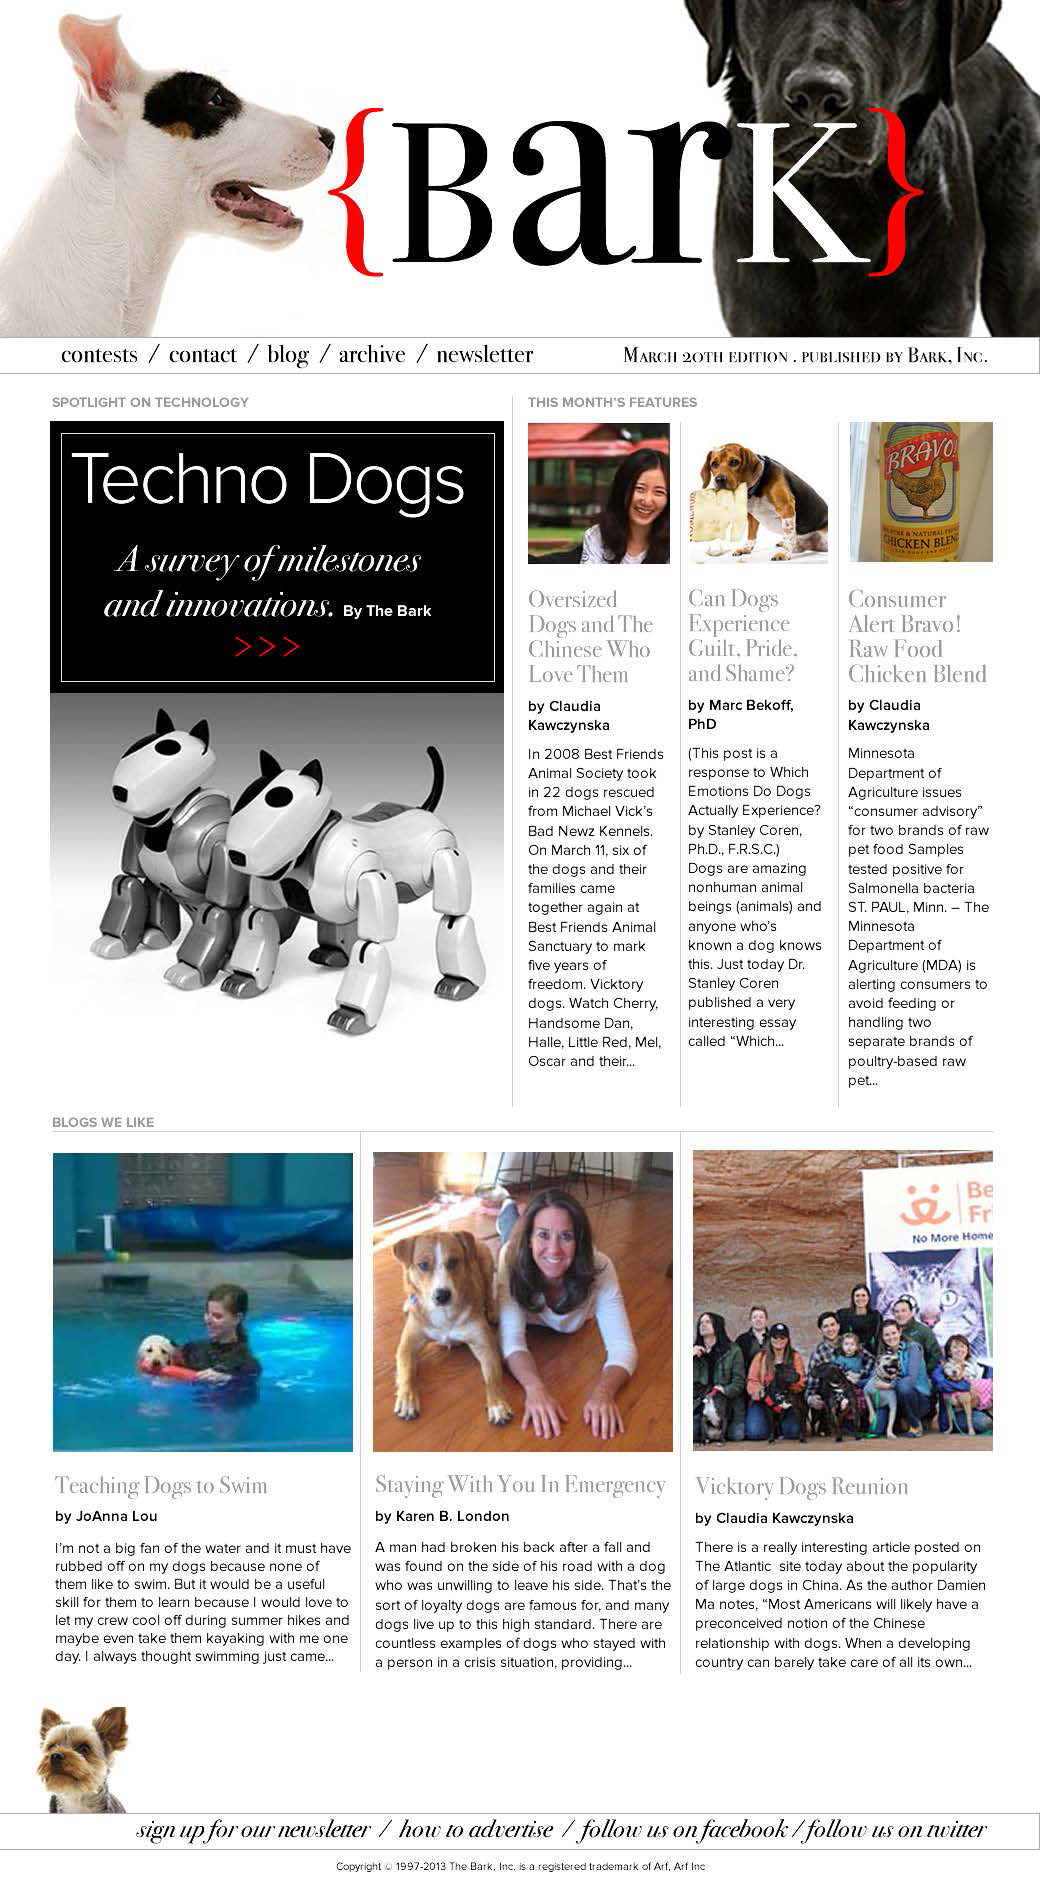 {Bark}
contests / contact / blog / archive / newsletter
March 20th edition . published by Bark, Inc.
SPOTLIGHT ON TECHNOLOGY
Techno Dogs
A survey of milestones
and innovations. By The Bark
>>>
THIS MONTH'S FEATURES
Oversized
Dogs and The
Chinese Who
Love Them
by Claudia
Kawczynska
In 2008 Best Friends
Animal Society took
in 22 dogs rescued
from Michael Vick's
Bad Newz Kennels.
On March 11, six of
the dogs and their
families came
together again at
Best Friends Animal
Sanctuary to mark
five years of
freedom. Vicktory
dogs. Watch Cherry,
Handsome Dan,
Halle, Little Red, Mel,
Oscar and their...
Can Dogs
Experience
Guilt, Pride,
and Shame?
by Marc Bekoff,
PhD
(This post is a
response to Which
Emotions Do Dogs
Actually Experience?
by Stanley Coren,
Ph.D., F.R.S.C.)
Dogs are amazing
nonhuman animal
beings (animals) and
anyone who's
known a dog knows
this. Just today Dr.
Stanley Coren
published a very
interesting essay
called “Which...
BRAVO!
CHICKEN BLEN
Consumer
Alert Bravo!
Raw Food
Chicken Blend
by Claudia
Kawczynska
Minnesota
Department of
Agriculture issues
“consumer advisory”
for two brands of raw
pet food Samples
tested positive for
Salmonella bacteria
ST. PAUL, Minn. – The
Minnesota
Department of
Agriculture (MDA) is
alerting consumers to
avoid feeding or
handling two
separate brands of
poultry-based raw
pet...
BLOGS WE LIKE
Teaching Dogs to Swim
by JoAnna Lou
I'm not a big fan of the water and it must have
rubbed off on my dogs because none of
them like to swim. But it would be a useful
skill for them to learn because I would love to
let my crew cool off during summer hikes and
maybe even take them kayaking with me one
day. I always thought swimming just came...
Staying With You In Emergency
by Karen B. London
A man had broken his back after a fall and
was found on the side of his road with a dog
who was unwilling to leave his side. That's the
sort of loyalty dogs are famous for, and many
dogs live up to this high standard. There are
countless examples of dogs who stayed with
a person in a crisis situation, providing...
Be
Fri
No More Home
Vicktory Dogs Reunion
by Claudia Kawczynska
There is a really interesting article posted on
The Atlantic site today about the popularity
of large dogs in China. As the author Damien
Ma notes, “Most Americans will likely have a
preconceived notion of the Chinese
relationship with dogs. When a developing
country can barely take care of all its own...
sign up for our newsletter / how to advertise / follow us on facebook / follow us on twitter
Copyright © 1997-2013 The Bark, Inc. is a registered trademark of Arf, Arf Inc